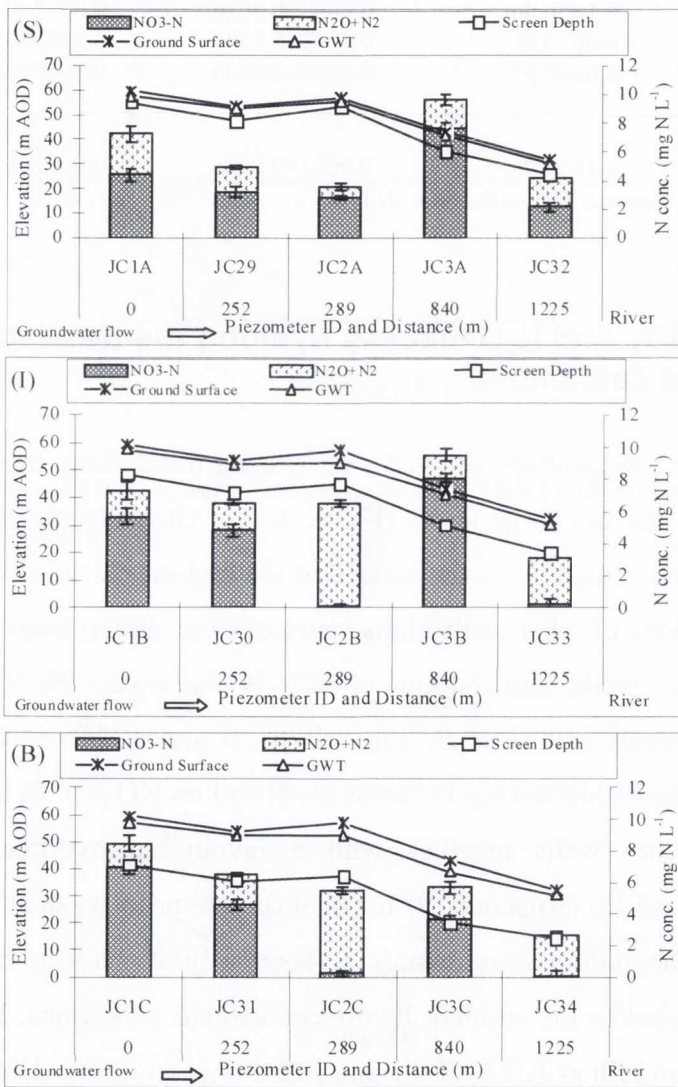 (S)
NO3-N N2O+N2 Screen Depth
Ground Surface GWT
Elevation (m AOD)
70
60
50
40
30
20
10
0
12
10
8
6
4
2
0
N conc. (mg N L-1)
JC1A JC29 JC2A JC3A JC32
0 252 289 840 1225
Groundwater flow Piezometer ID and Distance (m) River
(I)
NO3-N N2O+N2 Screen Depth
Ground Surface GWT
Elevation (m AOD)
70
60
50
40
30
20
10
0
12
10
8
6
4
2
0
N conc. (mg N L-1)
JC1B JC30 JC2B JC3B JC33
0 252 289 840 1225
Groundwater flow Piezometer ID and Distance (m) River
(B)
NO3-N N2O+N2 Screen Depth
Ground Surface GWT
Elevation (m AOD)
70
60
50
40
30
20
10
0
12
10
8
6
4
2
0
N conc. (mg N L-1)
JC1C JC31 JC2C JC3C JC34
0 252 289 840 1225
Groundwater flow Piezometer ID and Distance (m) River